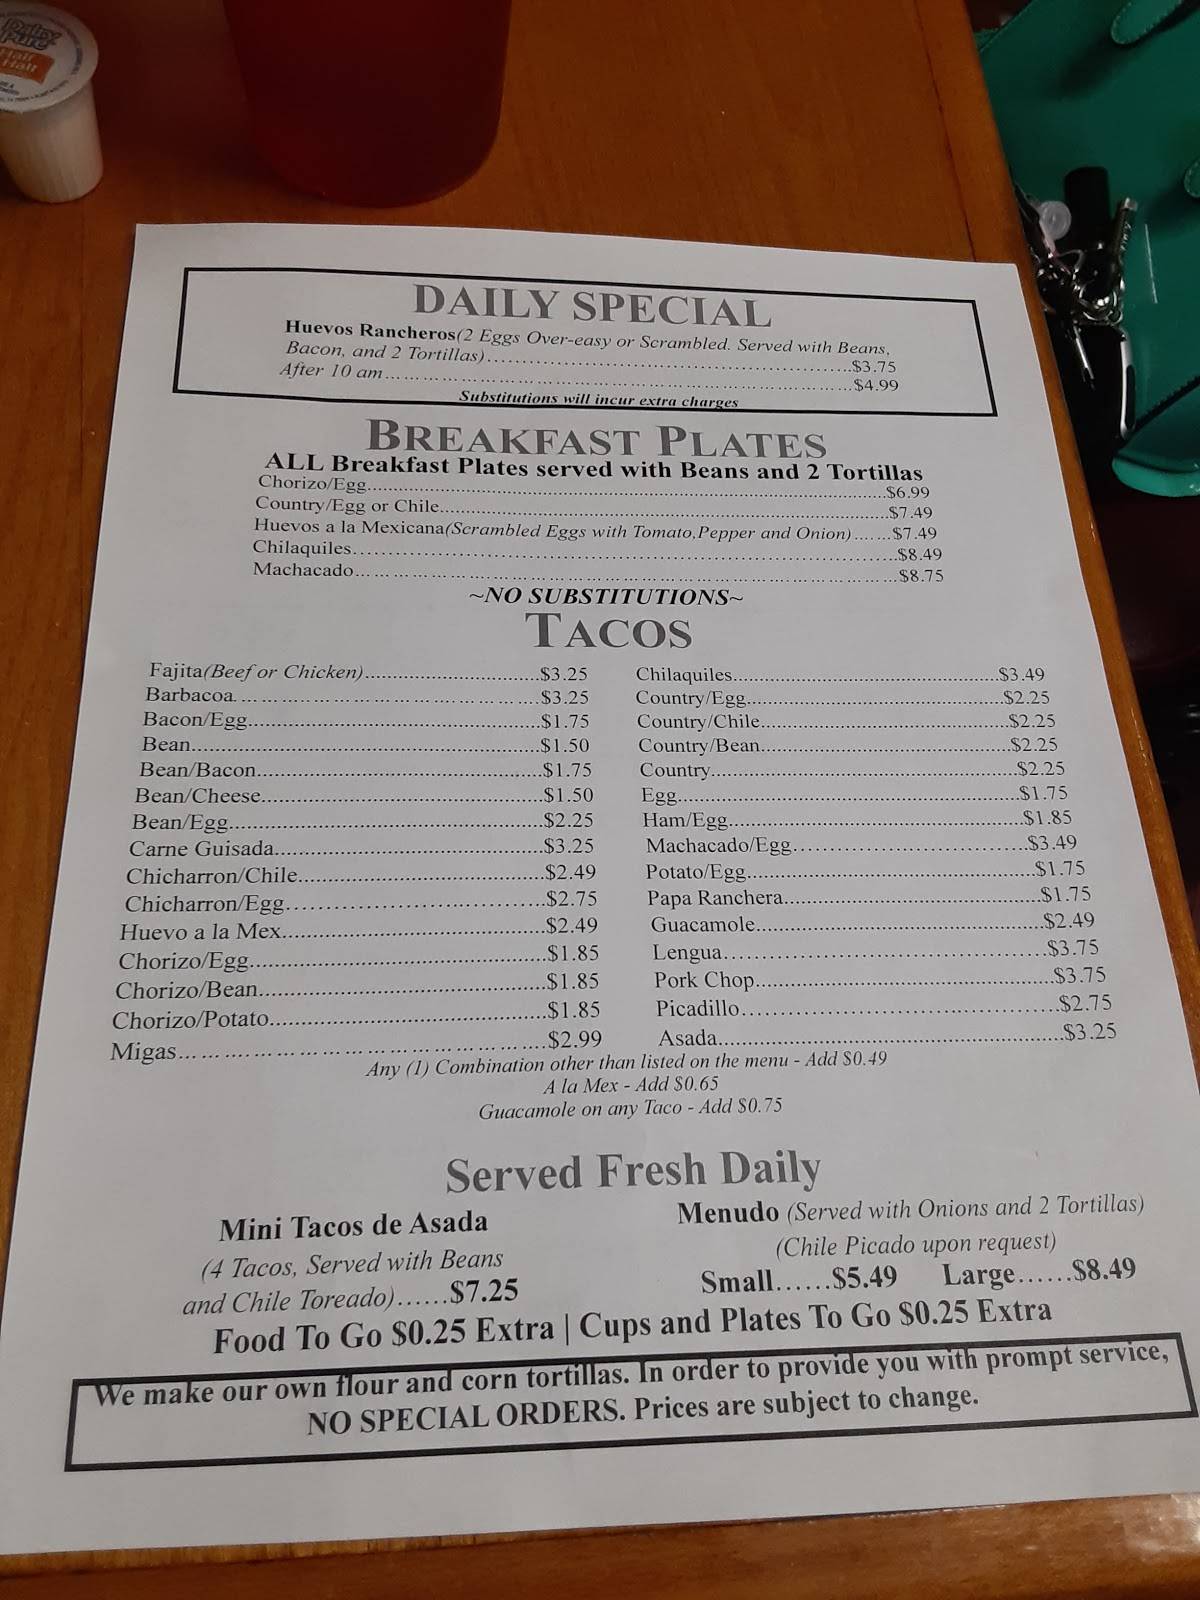 Dairy
Pure
Half
Half
DAILY SPECIAL
Huevos Rancheros(2 Eggs Over-easy or Scrambled. Served with Beans,
Bacon, and 2 Tortillas)....................$3.75
After 10 am....................$4.99
Substitutions will incur extra charges
BREAKFAST PLATES
ALL Breakfast Plates served with Beans and 2 Tortillas
Chorizo/Egg....................$6.99
Country/Egg or Chile....................$7.49
Huevos a la Mexicana(Scrambled Eggs with Tomato,Pepper and Onion).......$7.49
Chilaquiles....................$8.49
Machacado....................$8.75
~NO SUBSTITUTIONS~
TACOS
Fajita(Beef or Chicken)....................$3.25
Barbacoa....................$3.25
Bacon/Egg....................$1.75
Bean....................$1.50
Bean/Bacon....................$1.75
Bean/Cheese....................$1.50
Bean/Egg....................$2.25
Carne Guisada....................$3.25
Chicharron/Chile....................$2.49
Chicharron/Egg....................$2.75
Huevo a la Mex....................$2.49
Chorizo/Egg....................$1.85
Chorizo/Bean....................$1.85
Chorizo/Potato....................$1.85
Migas....................$2.99
Chilaquiles....................$3.49
Country/Egg....................$2.25
Country/Chile....................$2.25
Country/Bean....................$2.25
Country....................$2.25
Egg....................$1.75
Ham/Egg....................$1.85
Machacado/Egg....................$3.49
Potato/Egg....................$1.75
Papa Ranchera....................$1.75
Guacamole....................$2.49
Lengua....................$3.75
Pork Chop....................$3.75
Picadillo....................$2.75
Asada....................$3.25
Any (1) Combination other than listed on the menu - Add $0.49
A la Mex - Add $0.65
Guacamole on any Taco - Add $0.75
Served Fresh Daily
Mini Tacos de Asada
(4 Tacos, Served with Beans
and Chile Toreado)......$7.25
Menudo (Served with Onions and 2 Tortillas)
(Chile Picado upon request)
Small......$5.49 Large......$8.49
Food To Go $0.25 Extra | Cups and Plates To Go $0.25 Extra
We make our own flour and corn tortillas. In order to provide you with prompt service,
NO SPECIAL ORDERS. Prices are subject to change.